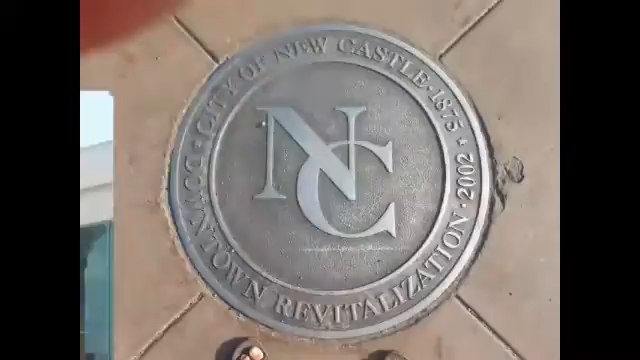 · CITY OF NEW CASTLE · 1875 ·
2002 · DOWNTOWN REVITALIZATION ·
NC